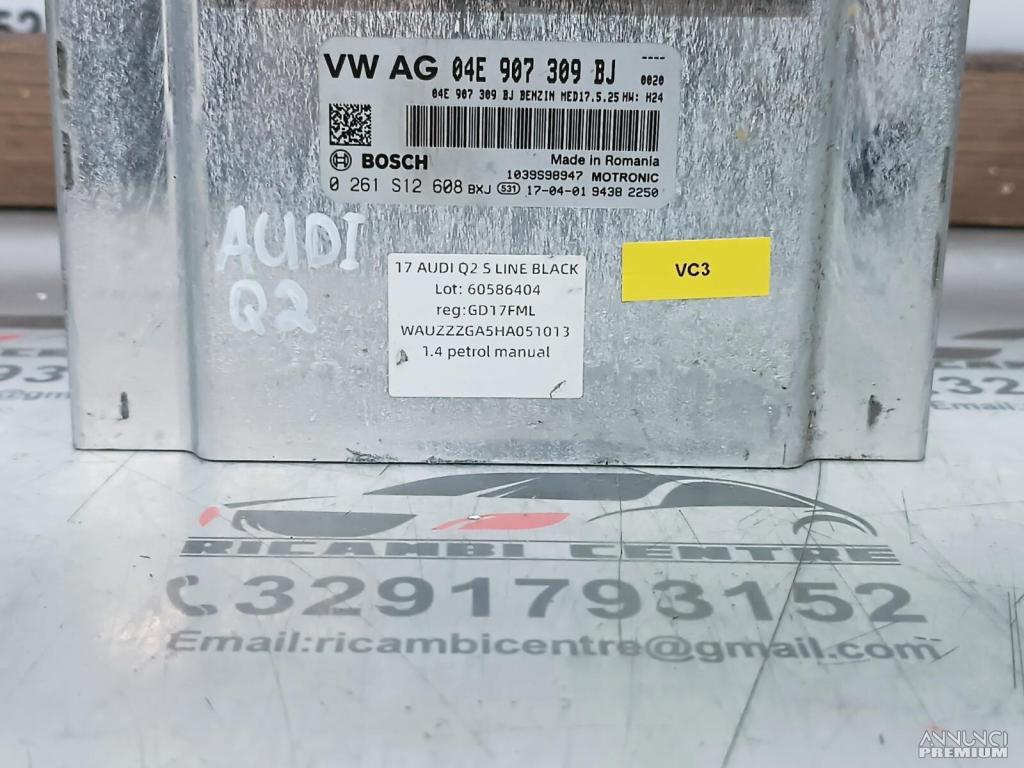 VW AG 04E 907 309 BJ ----
0020
04E 907 309 BJ BENZIN MED17.5.25 HW: H24
BOSCH
Made in Romania
1039S98947 MOTRONIC
0 261 S12 608 BXJ 531 17-04-01 9438 2250
AUDI
Q2
17 AUDI Q2 S LINE BLACK
Lot: 60586404
reg:GD17FML
WAUZZZGA5HA051013
1.4 petrol manual
VC3
RICAMBI CENTRE
3291793152
Email:ricambicentre@gmail.com
ANNUNCI
PREMIUM